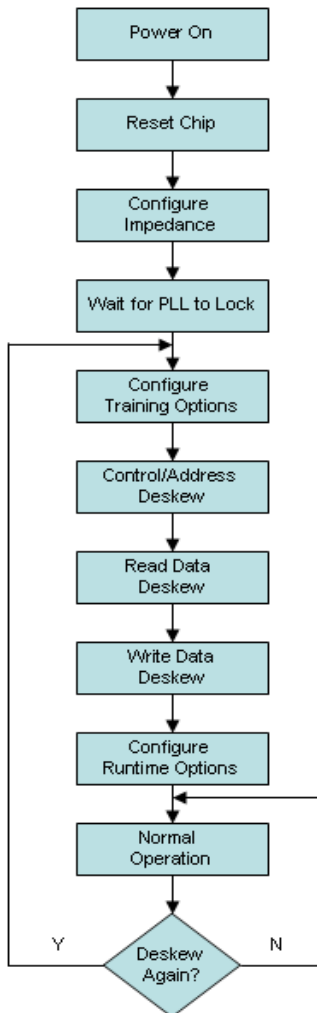 Power On
Reset Chip
Configure
Impedance
Wait for PLL to Lock
Configure
Training Options
Control/Address
Deskew
Read Data
Deskew
Write Data
Deskew
Configure
Runtime Options
Normal
Operation
Y
Deskew
Again?
N